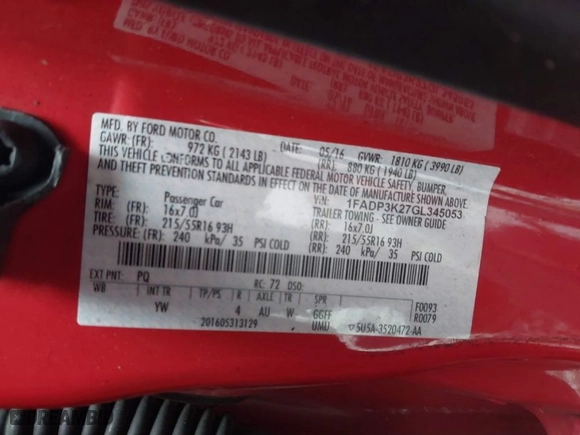 MFD. BY FORD MOTOR CO.
DATE: 05/16 GVWR: 1810 KG (3990 LB)
GAWR: (FR): 972 KG (2143 LB) (RR): 880 KG (1940 LB)
THIS VEHICLE CONFORMS TO ALL APPLICABLE FEDERAL MOTOR VEHICLE SAFETY, BUMPER,
AND THEFT PREVENTION STANDARDS IN EFFECT ON THE DATE OF MANUFACTURE SHOWN ABOVE.
VIN: 1FADP3K27GL345053
TYPE: Passenger Car TRAILER TOWING - SEE OWNER GUIDE
RIM: (FR): 16x7.0J (RR): 16x7.0J
TIRE: (FR): 215/55R16 93H (RR): 215/55R16 93H
PRESSURE: (FR): 240 kPa/ 35 PSI COLD (RR): 240 kPa/ 35 PSI COLD
EXT PNT: PQ RC: 72 DSO:
WB INT TR TP/PS R AXLE TR SPR F0093
YW 4 AU W GGFF R0079
201605313129 UMU 5U5A-3520472-AA